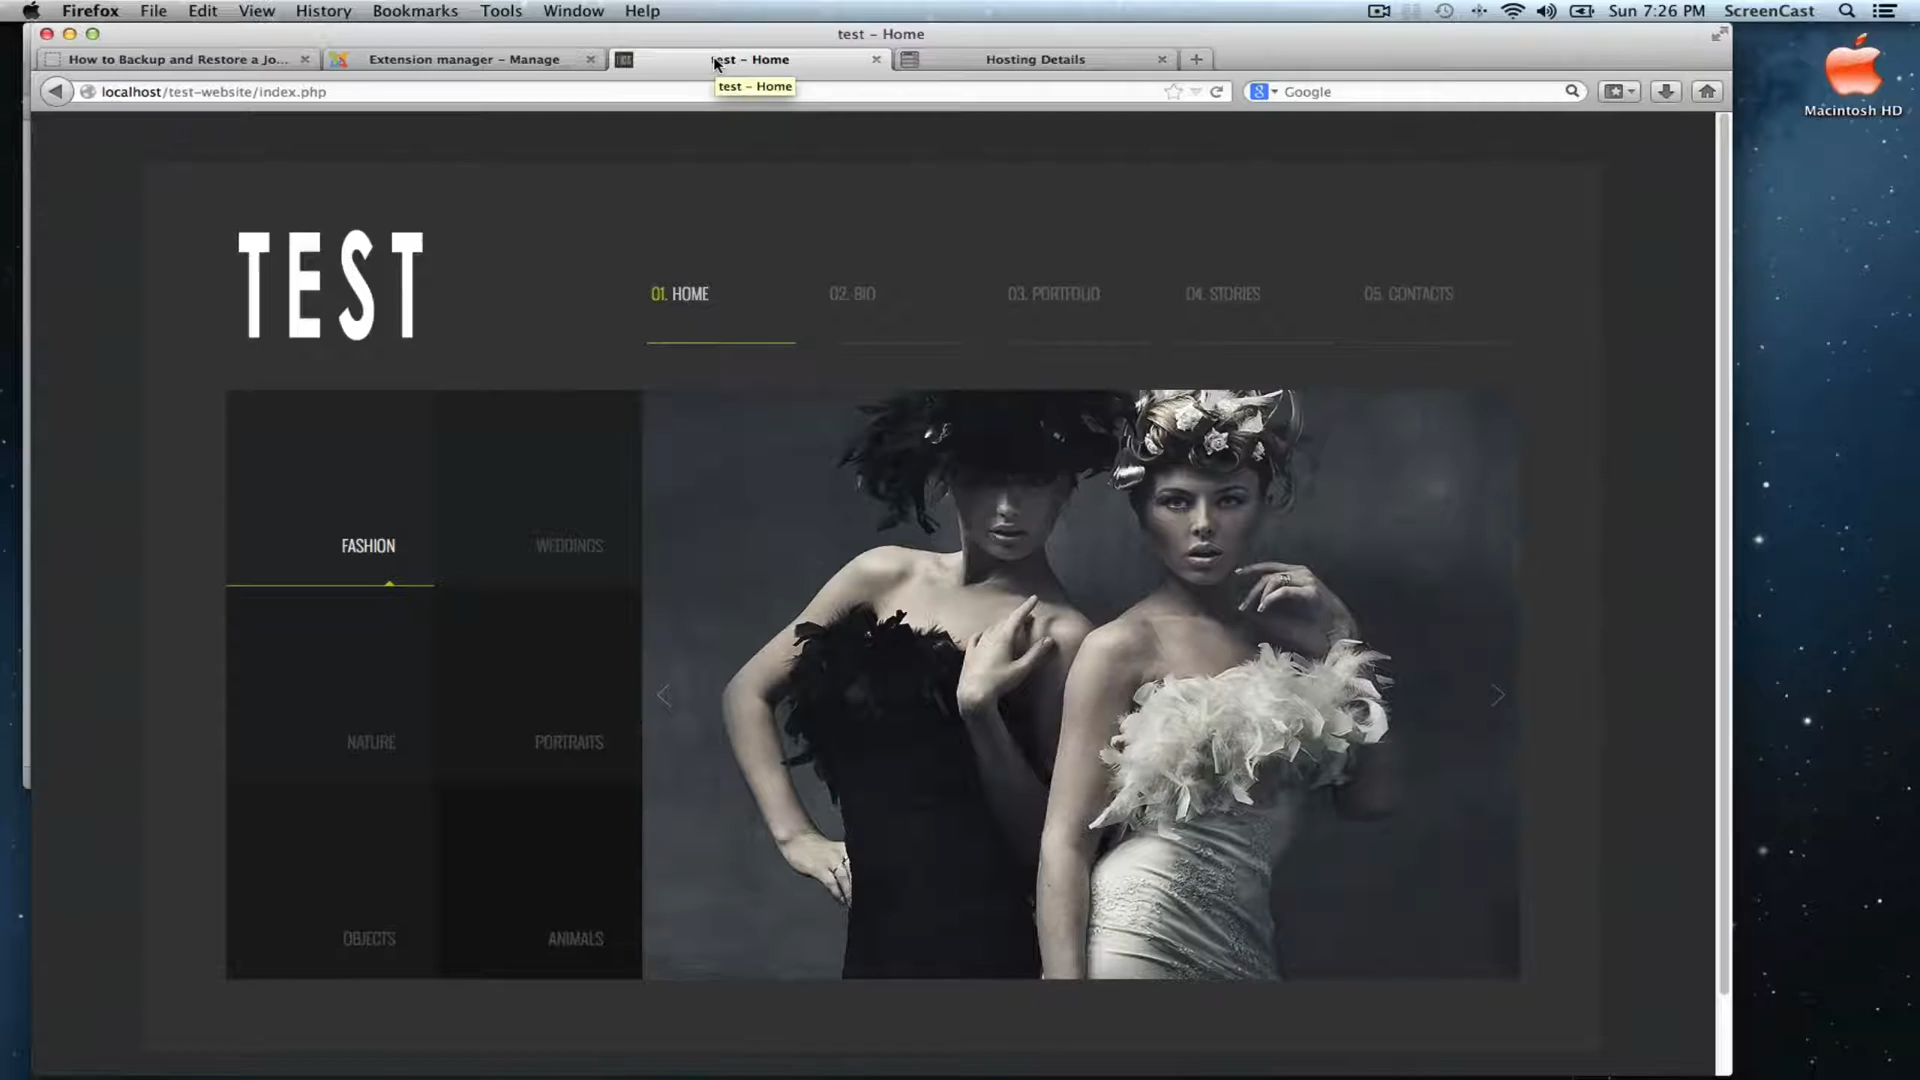 Firefox File Edit View History Bookmarks Tools Window Help Sun 7:26 PM ScreenCast
test - Home
How to Backup and Restore a Jo... Extension manager - Manage test - Home Hosting Details
localhost/test-website/index.php Google
test - Home
Macintosh HD
TEST
01. HOME 02. BIO 03. PORTFOLIO 04. STORIES 05. CONTACTS
FASHION WEDDINGS
NATURE PORTRAITS
OBJECTS ANIMALS